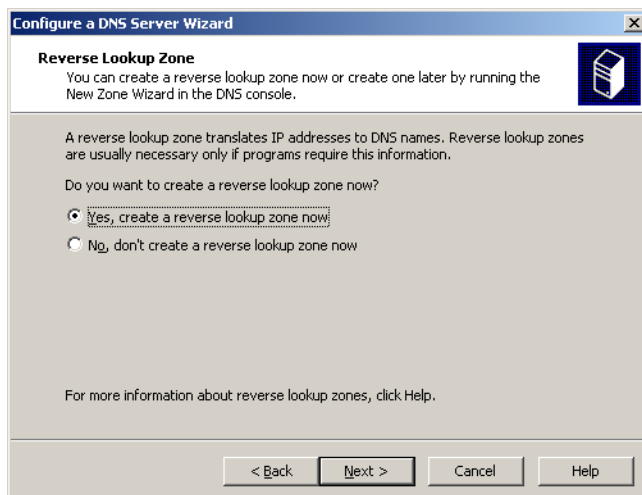 Configure a DNS Server Wizard
Reverse Lookup Zone
You can create a reverse lookup zone now or create one later by running the
New Zone Wizard in the DNS console.
A reverse lookup zone translates IP addresses to DNS names. Reverse lookup zones
are usually necessary only if programs require this information.
Do you want to create a reverse lookup zone now?
Yes, create a reverse lookup zone now
No, don't create a reverse lookup zone now
For more information about reverse lookup zones, click Help.
< Back
Next >
Cancel
Help